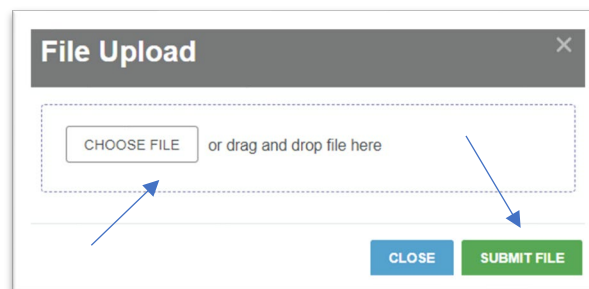 File Upload
CHOOSE FILE or drag and drop file here
CLOSE SUBMIT FILE